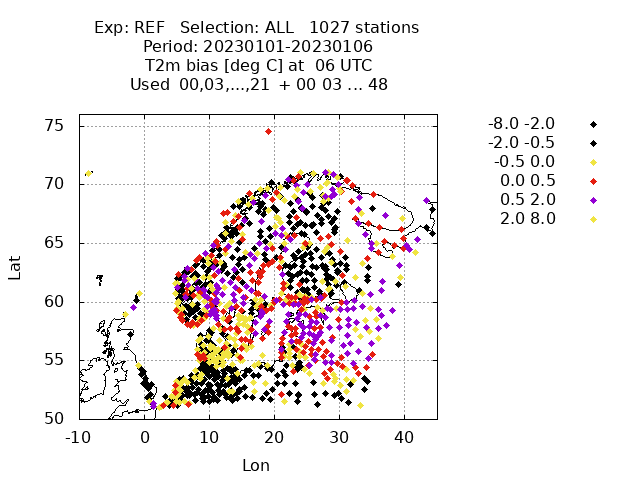 Exp: REF   Selection: ALL   1027 stations
Period: 20230101-20230106
T2m bias [deg C] at  06 UTC
Used  00,03,...,21  + 00 03 ... 48
-8.0 -2.0
-2.0 -0.5
-0.5 0.0
0.0 0.5
0.5 2.0
2.0 8.0
75
70
65
60
55
50
Lat
-10 0 10 20 30 40
Lon